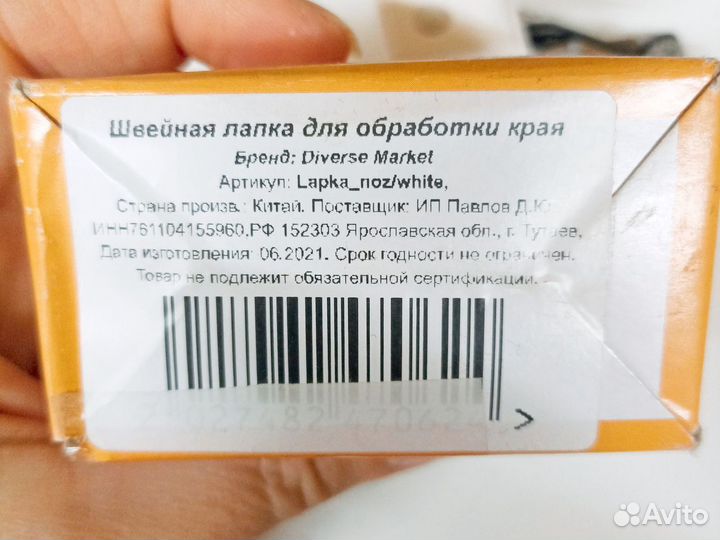 Швейная лапка для обработки края
Бренд: Diverse Market
Артикул: Lapka_noz/white,
Страна произв.: Китай. Поставщик: ИП Павлов Д.Ю.
ИНН761104155960.РФ 152303 Ярославская обл., г. Тутаев,
Дата изготовления: 06.2021. Срок годности не ограничен.
Товар не подлежит обязательной сертификации.
>
Avito